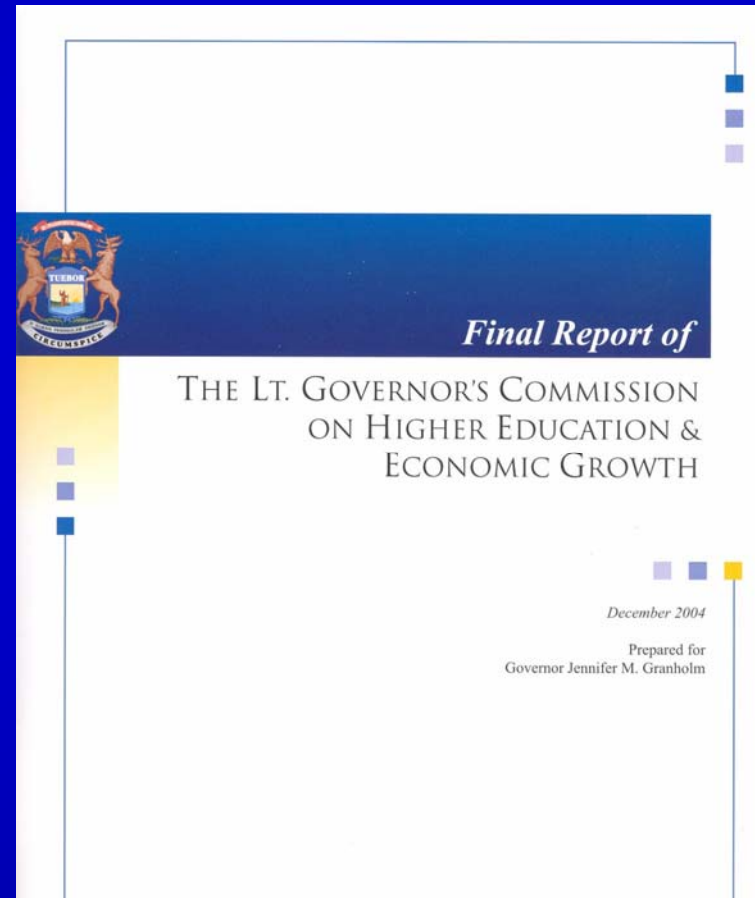 TUEBOR
CIRCUMSPICE
Final Report of
THE LT. GOVERNOR'S COMMISSION
ON HIGHER EDUCATION &
ECONOMIC GROWTH
December 2004
Prepared for
Governor Jennifer M. Granholm